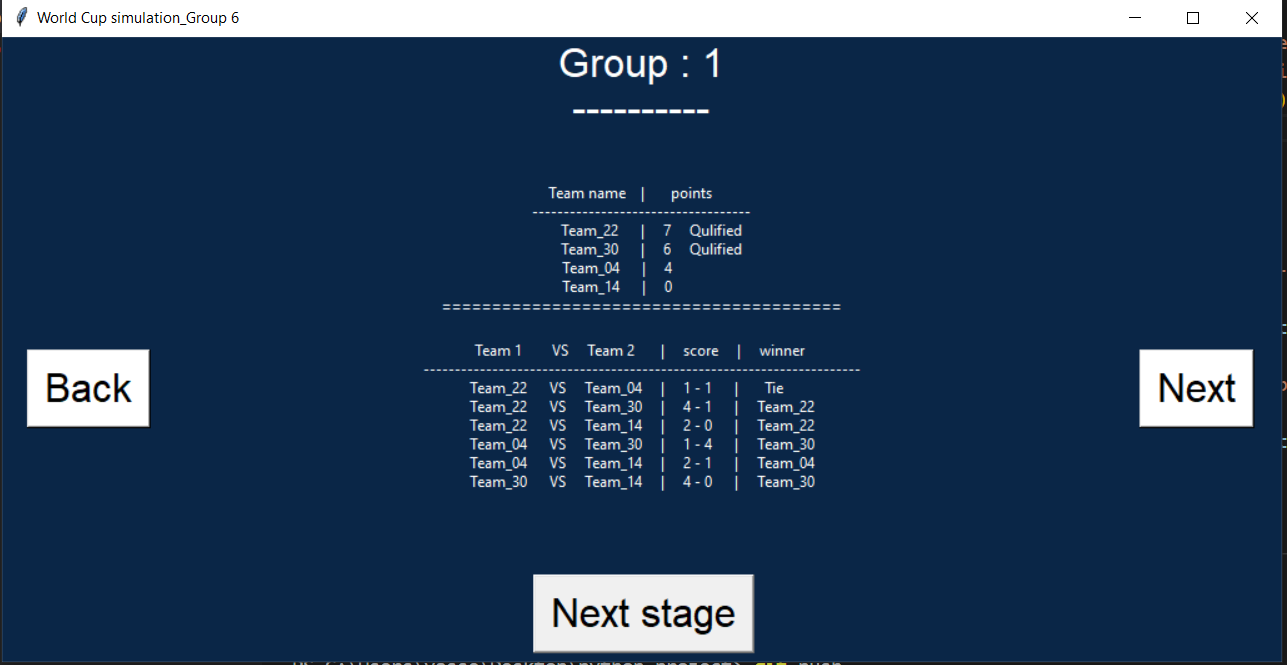 World Cup simulation_Group 6
Group : 1
----------
Team name | points
-----------------------------------
Team_22 | 7 Qulified
Team_30 | 6 Qulified
Team_04 | 4
Team_14 | 0
========================================
Team 1 VS Team 2 | score | winner
----------------------------------------------------------------------
Team_22 VS Team_04 | 1 - 1 | Tie
Team_22 VS Team_30 | 4 - 1 | Team_22
Team_22 VS Team_14 | 2 - 0 | Team_22
Team_04 VS Team_30 | 1 - 4 | Team_30
Team_04 VS Team_14 | 2 - 1 | Team_04
Team_30 VS Team_14 | 4 - 0 | Team_30
Back
Next
Next stage